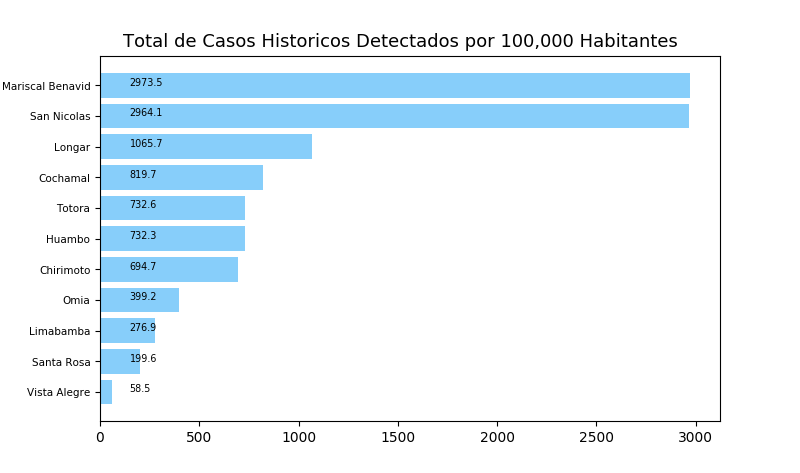 Total de Casos Historicos Detectados por 100,000 Habitantes
Mariscal Benavid 2973.5
San Nicolas 2964.1
Longar 1065.7
Cochamal 819.7
Totora 732.6
Huambo 732.3
Chirimoto 694.7
Omia 399.2
Limabamba 276.9
Santa Rosa 199.6
Vista Alegre 58.5
0 500 1000 1500 2000 2500 3000